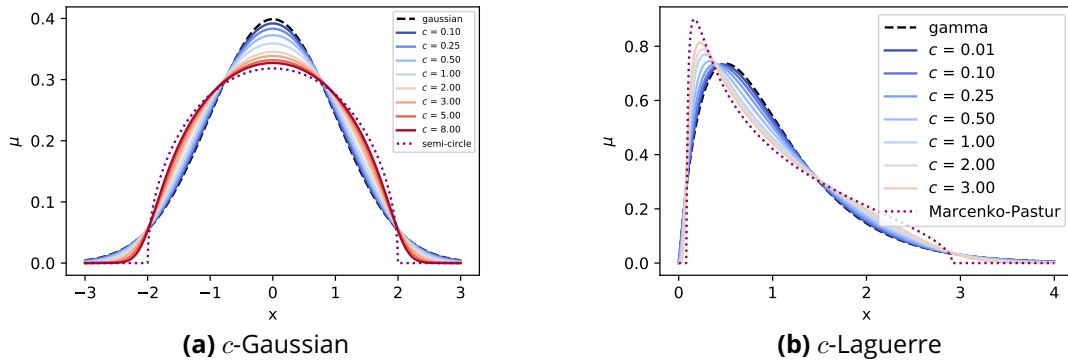 0.4
0.3
0.2
0.1
0.0
μ
−3
−2
−1
0
1
2
3
x
gaussian
c = 0.10
c = 0.25
c = 0.50
c = 1.00
c = 2.00
c = 3.00
c = 5.00
c = 8.00
semi-circle
(a) c-Gaussian
0.8
0.6
0.4
0.2
0.0
μ
0
1
2
3
4
x
gamma
c = 0.01
c = 0.10
c = 0.25
c = 0.50
c = 1.00
c = 2.00
c = 3.00
Marcenko-Pastur
(b) c-Laguerre